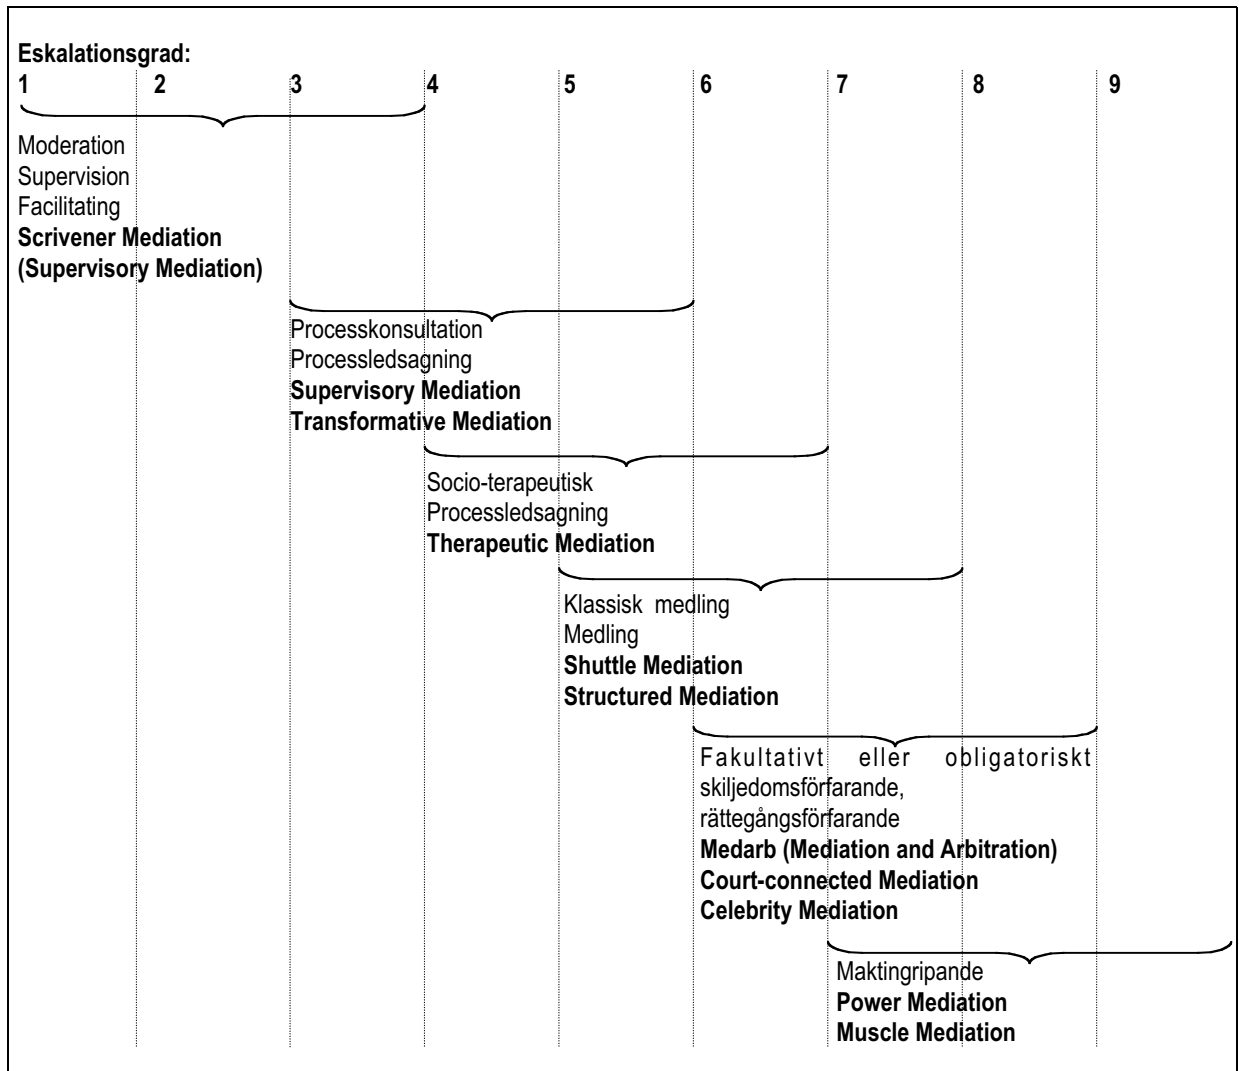 Eskalationsgrad:
1 2 3 4 5 6 7 8 9
Moderation
Supervision
Facilitating
Scrivener Mediation
(Supervisory Mediation)
Processkonsultation
Processledsagning
Supervisory Mediation
Transformative Mediation
Socio-terapeutisk
Processledsagning
Therapeutic Mediation
Klassisk medling
Medling
Shuttle Mediation
Structured Mediation
Fakultativt eller obligatoriskt
skiljedomsförfarande,
rättegångsförfarande
Medarb (Mediation and Arbitration)
Court-connected Mediation
Celebrity Mediation
Maktingripande
Power Mediation
Muscle Mediation